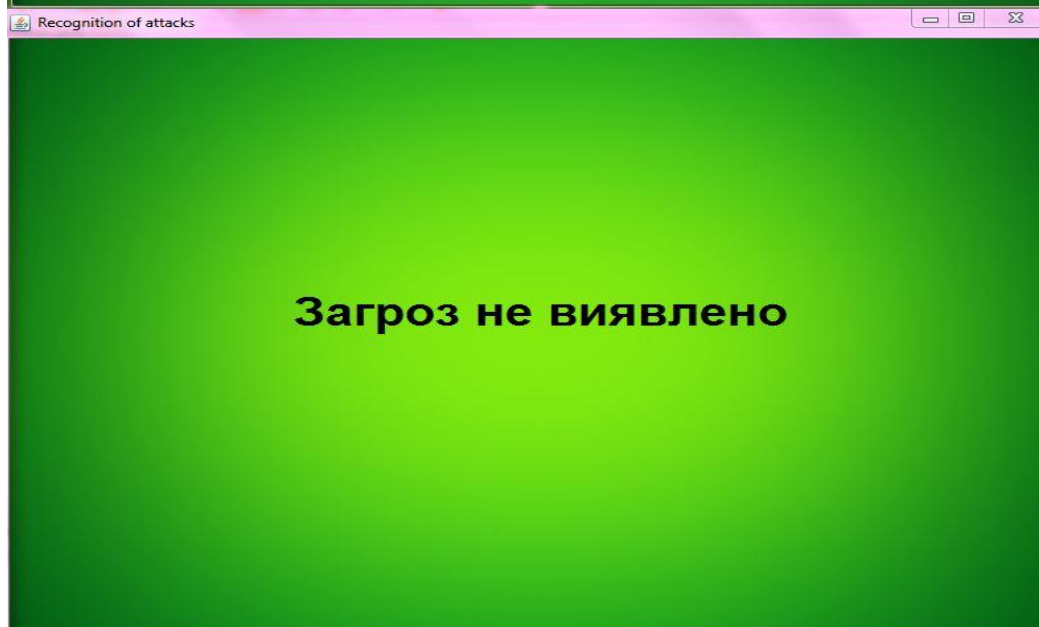 Recognition of attacks
Загроз не виявлено